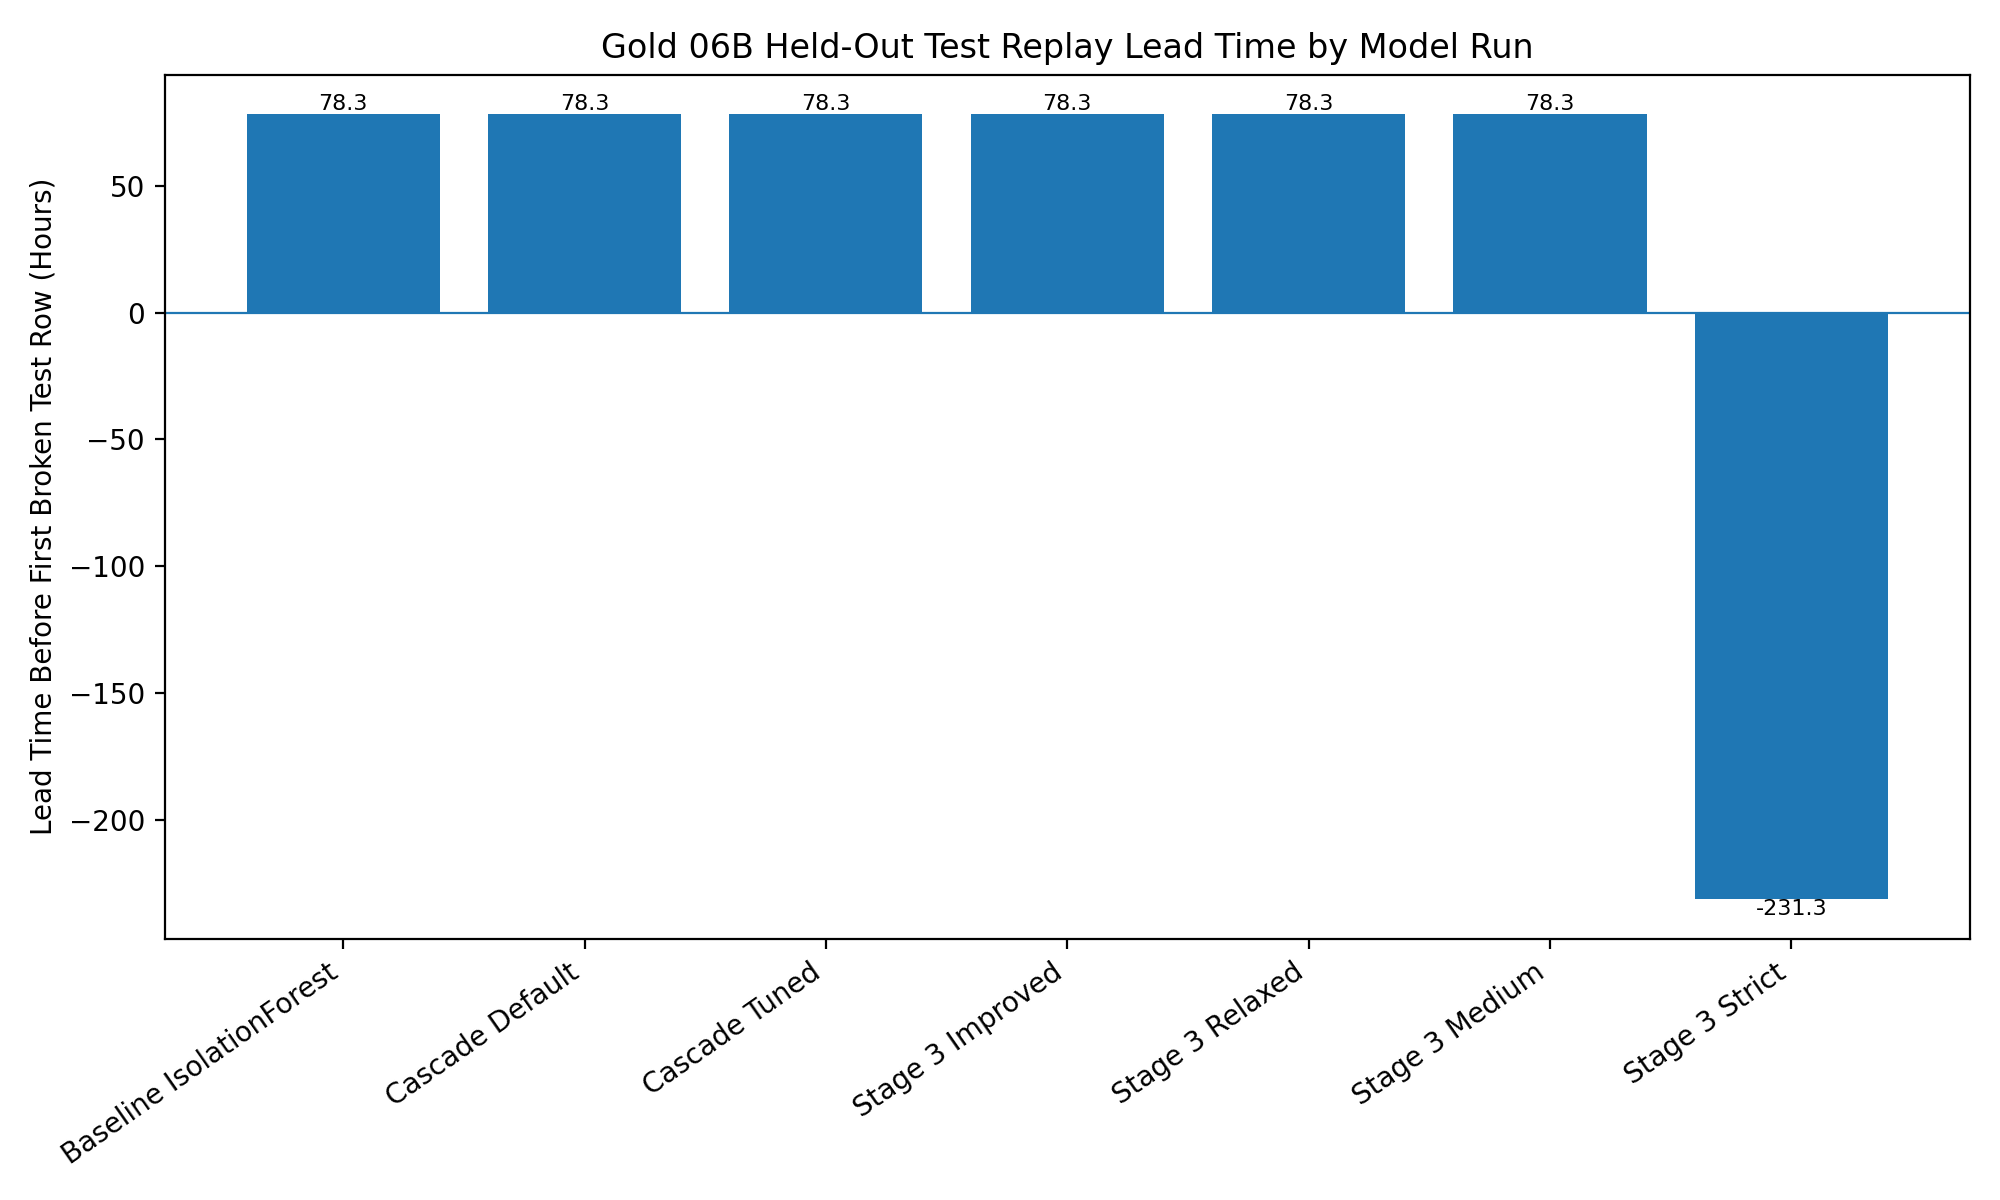 Gold 06B Held-Out Test Replay Lead Time by Model Run
Lead Time Before First Broken Test Row (Hours)
50
0
−50
−100
−150
−200
78.3
78.3
78.3
78.3
78.3
78.3
-231.3
Baseline IsolationForest
Cascade Default
Cascade Tuned
Stage 3 Improved
Stage 3 Relaxed
Stage 3 Medium
Stage 3 Strict